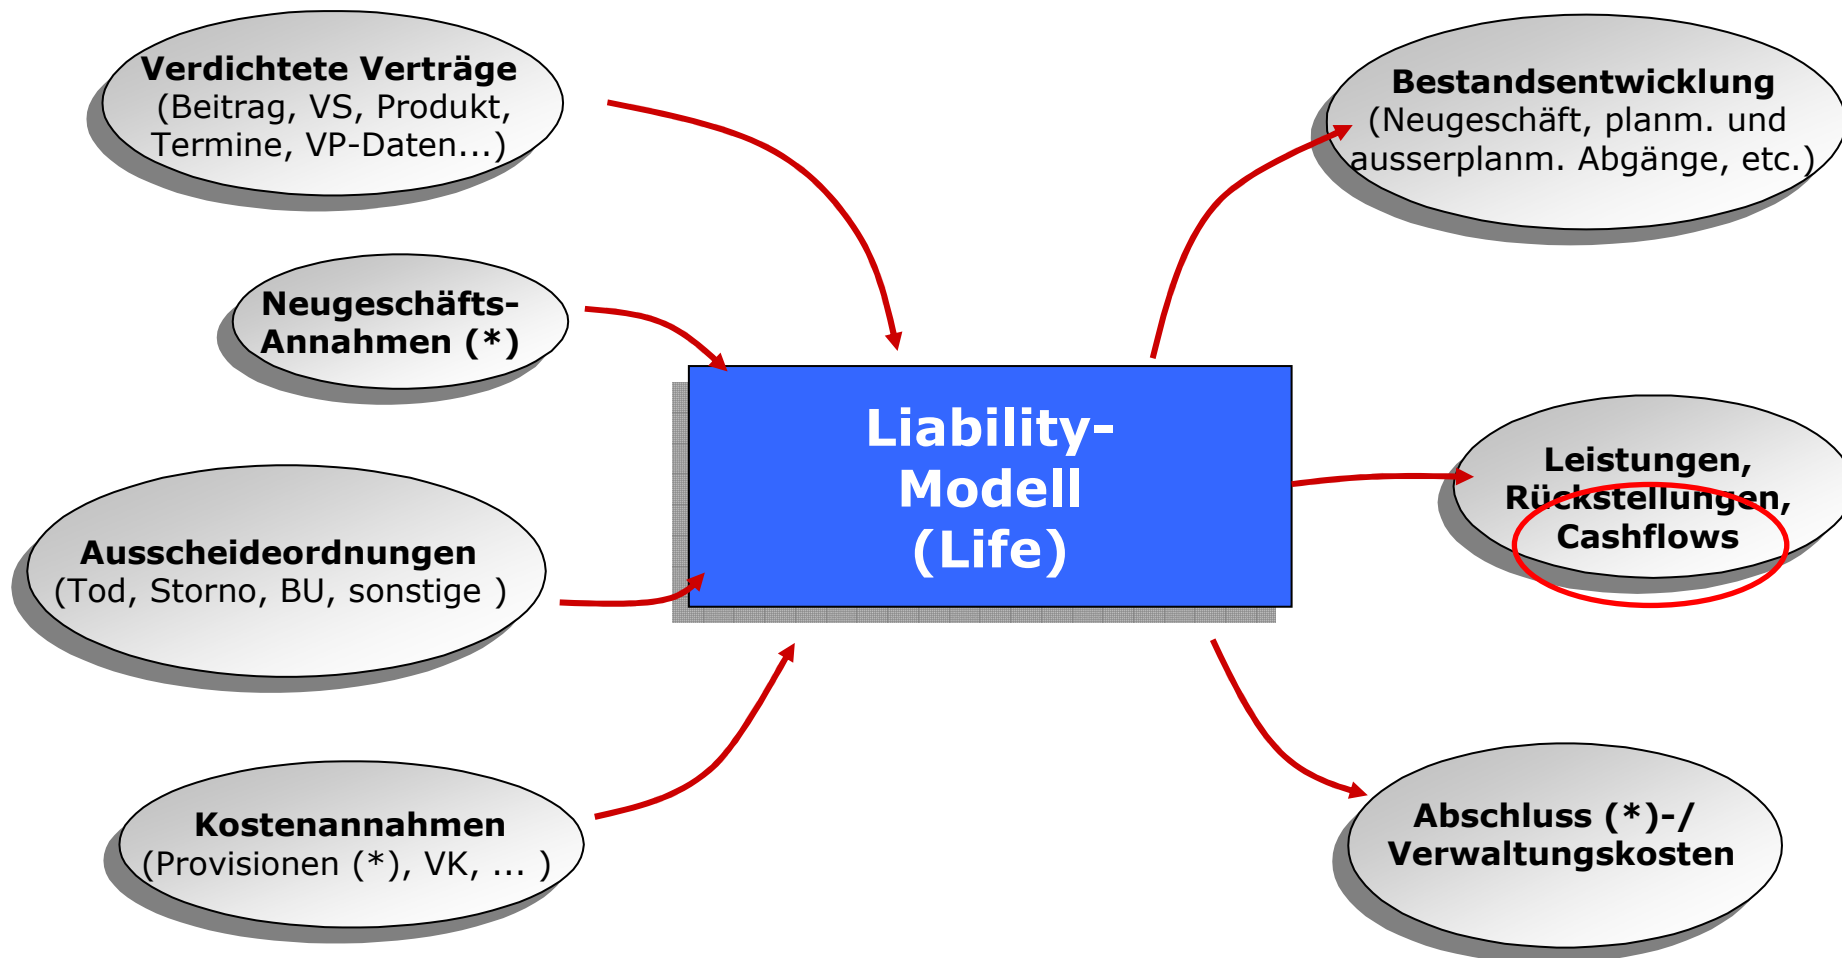 Verdichtete Verträge
(Beitrag, VS, Produkt,
Termine, VP-Daten...)
Neugeschäfts-
Annahmen (*)
Ausscheideordnungen
(Tod, Storno, BU, sonstige )
Kostenannahmen
(Provisionen (*), VK, ... )
Liability-
Modell
(Life)
Bestandsentwicklung
(Neugeschäft, planm. und
ausserplanm. Abgänge, etc.)
Leistungen,
Rückstellungen,
Cashflows
Abschluss (*)-/
Verwaltungskosten